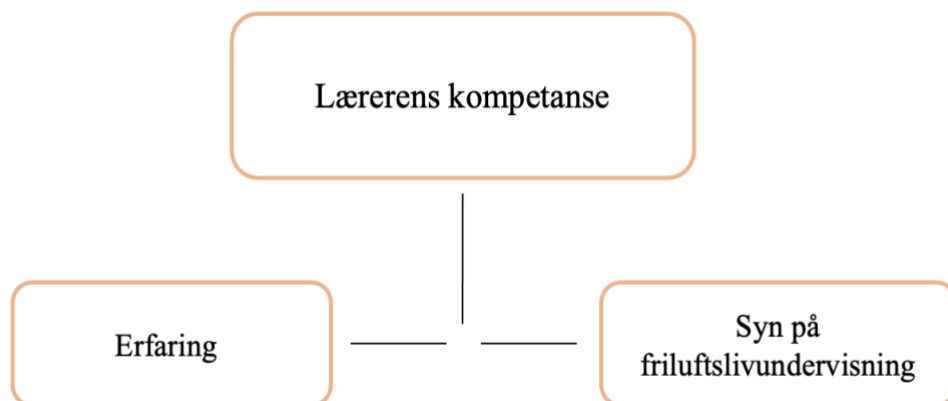 Lærerens kompetanse
Erfaring
Syn på
friluftslivundervisning